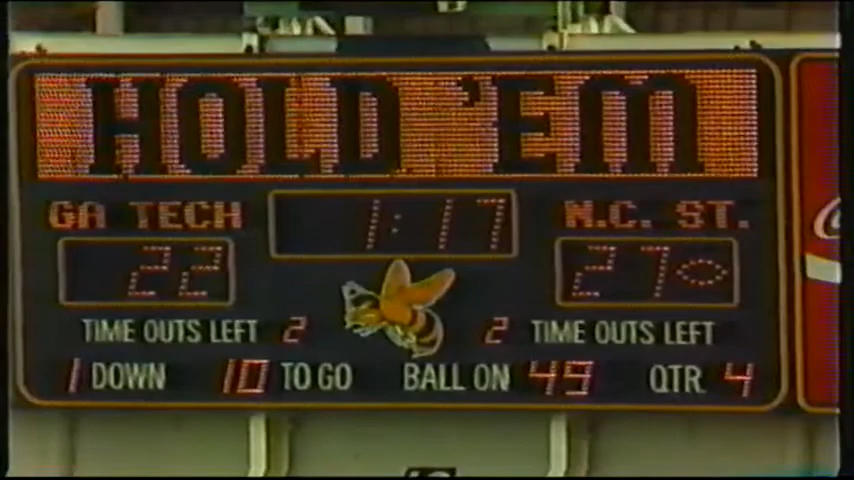 HOLD 'EM
GA TECH 1:17 N.C. ST.
22 27
TIME OUTS LEFT 2 2 TIME OUTS LEFT
1 DOWN 10 TO GO BALL ON 49 QTR 4